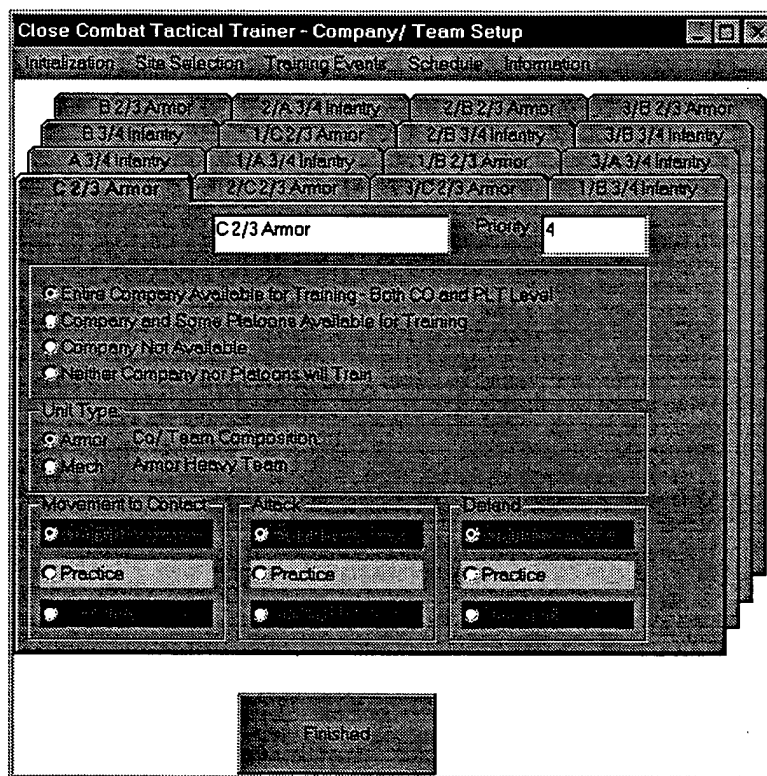 Close Combat Tactical Trainer - Company/ Team Setup
Initialization Site Selection Training Events Schedule Information
B 2/3 Armor 2/A 3/4 Infantry 2/B 2/3 Armor 3/B 2/3 Armor
B 3/4 Infantry 1/C 2/3 Armor 2/B 3/4 Infantry 3/B 3/4 Infantry
A 3/4 Infantry 1/A 3/4 Infantry 1/B 2/3 Armor 3/A 3/4 Infantry
C 2/3 Armor 2/C 2/3 Armor 3/C 2/3 Armor 1/B 3/4 Infantry
C 2/3 Armor Priority 4
Entire Company Available for Training - Both CO and PLT Level
Company and Some Platoons Available for Training
Company Not Available
Neither Company nor Platoons will Train
Unit Type
Armor Co/ Team Composition
Mech Armor Heavy Team
Movement to Contact Attack Defend
Practice Practice Practice
Finished